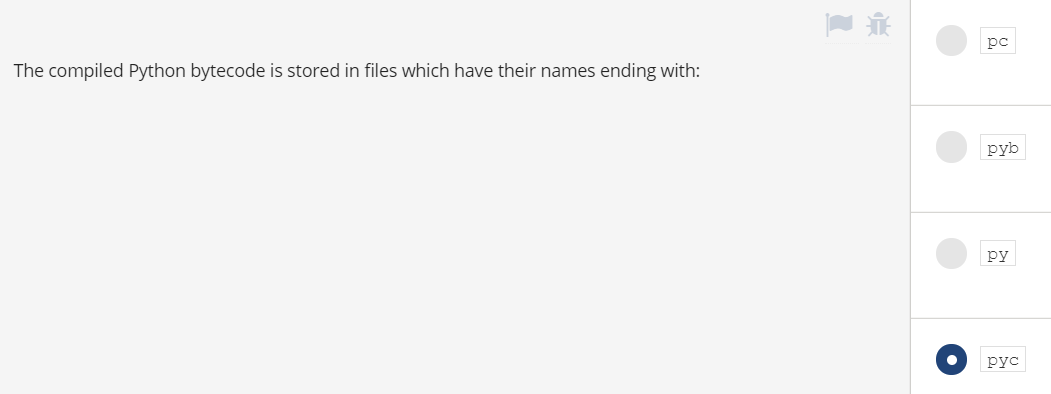 The compiled Python bytecode is stored in files which have their names ending with:
pc
pyb
py
pyc